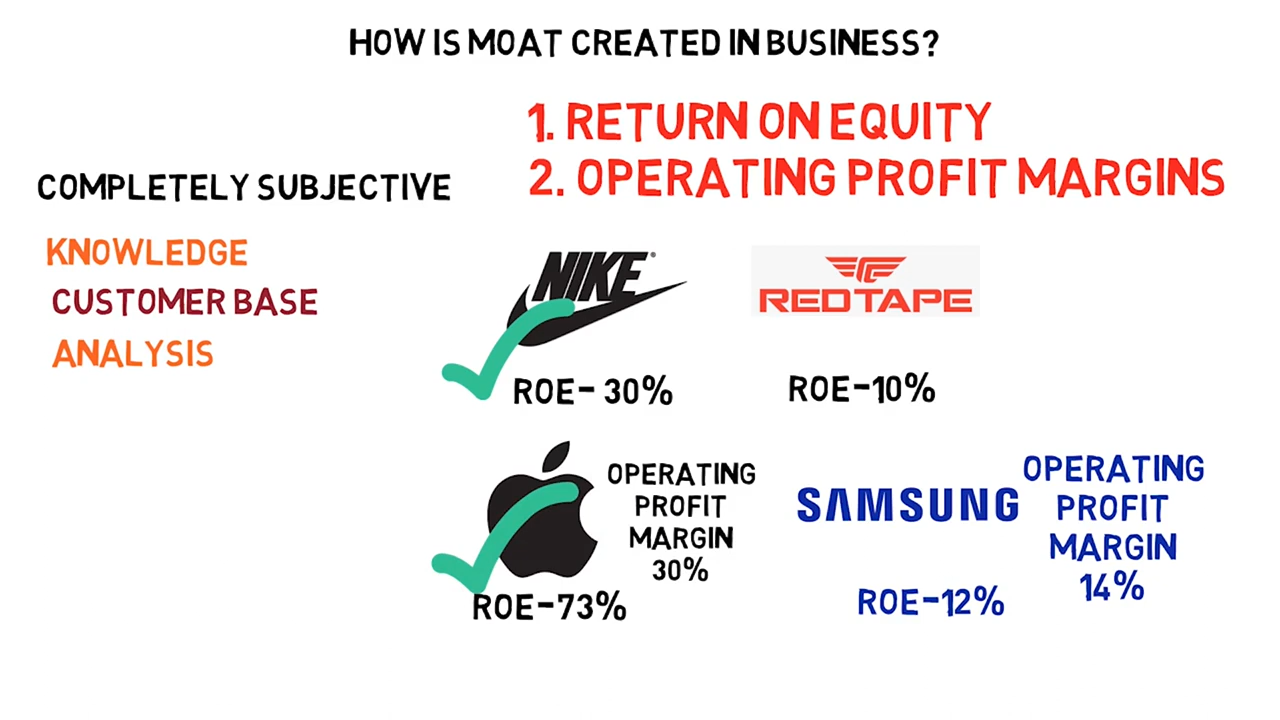 HOW IS MOAT CREATED IN BUSINESS?
1. RETURN ON EQUITY
2. OPERATING PROFIT MARGINS
COMPLETELY SUBJECTIVE
KNOWLEDGE
CUSTOMER BASE
ANALYSIS
NIKE
ROE- 30%
REDTAPE
ROE-10%
OPERATING
PROFIT
MARGIN
30%
ROE-73%
SAMSUNG
OPERATING
PROFIT
MARGIN
14%
ROE-12%